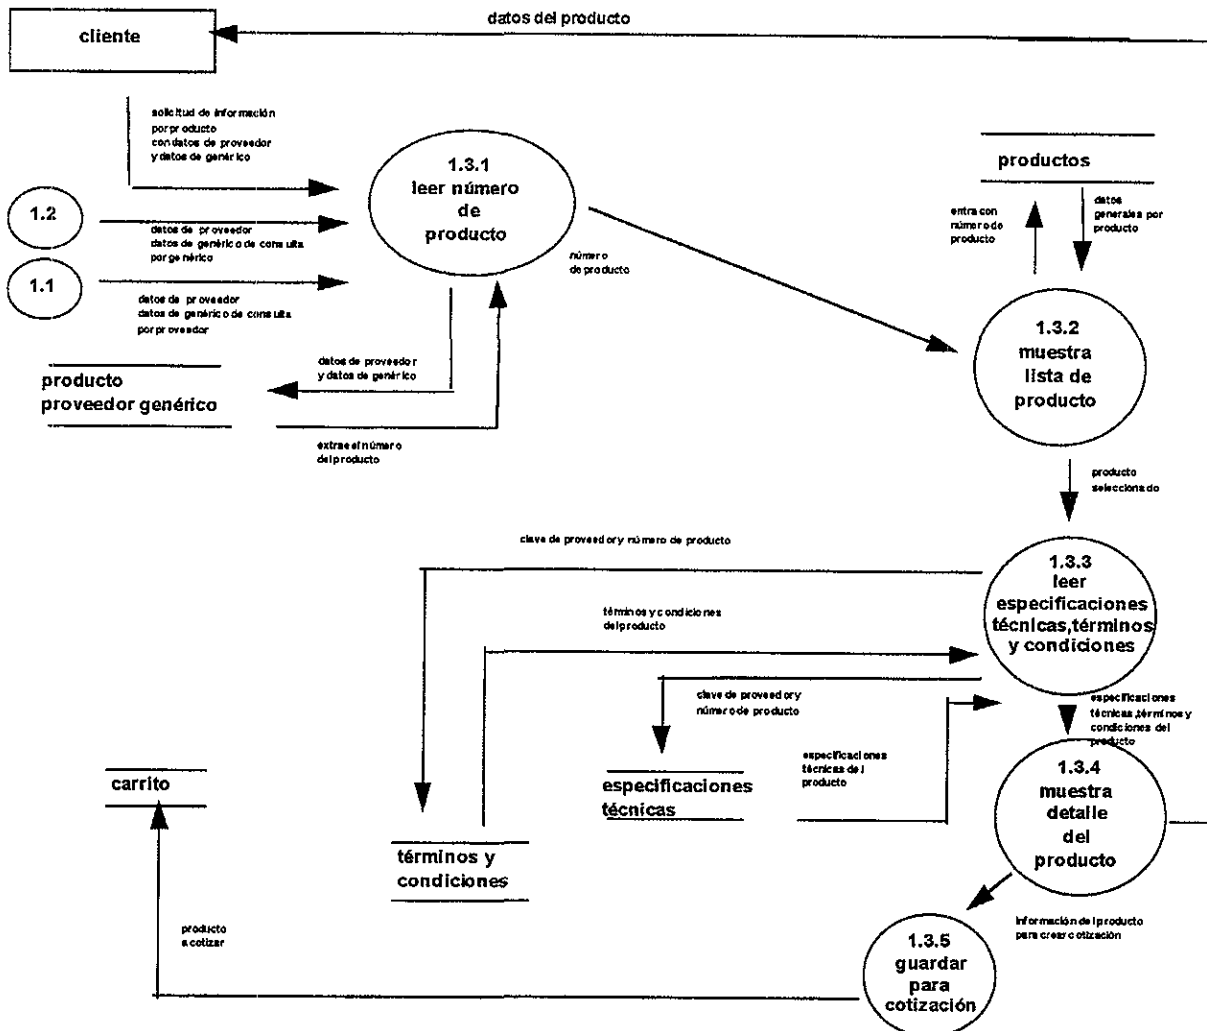 datos del producto
cliente
solicitud de información
por producto
con datos de proveedor
y datos de genérico
1.3.1
leer número
de
producto
productos
1.2
datos de proveedor
datos de genérico de consulta
por genérico
1.1
datos de proveedor
datos de genérico de consulta
por proveedor
número
de producto
entra con
número de
producto
datos
generales por
producto
1.3.2
muestra
lista de
producto
datos de proveedor
y datos de genérico
producto
proveedor genérico
extrae el número
del producto
producto
seleccionado
clave de proveedor y número de producto
1.3.3
leer
especificaciones
técnicas,términos
y condiciones
términos y condiciones
del producto
clave de proveedor y
número de producto
especificaciones
técnicas,términos y
condiciones del
producto
especificaciones
técnicas del
producto
carrito
especificaciones
técnicas
1.3.4
muestra
detalle
del
producto
términos y
condiciones
información del producto
para crear cotización
producto
a cotizar
1.3.5
guardar
para
cotización